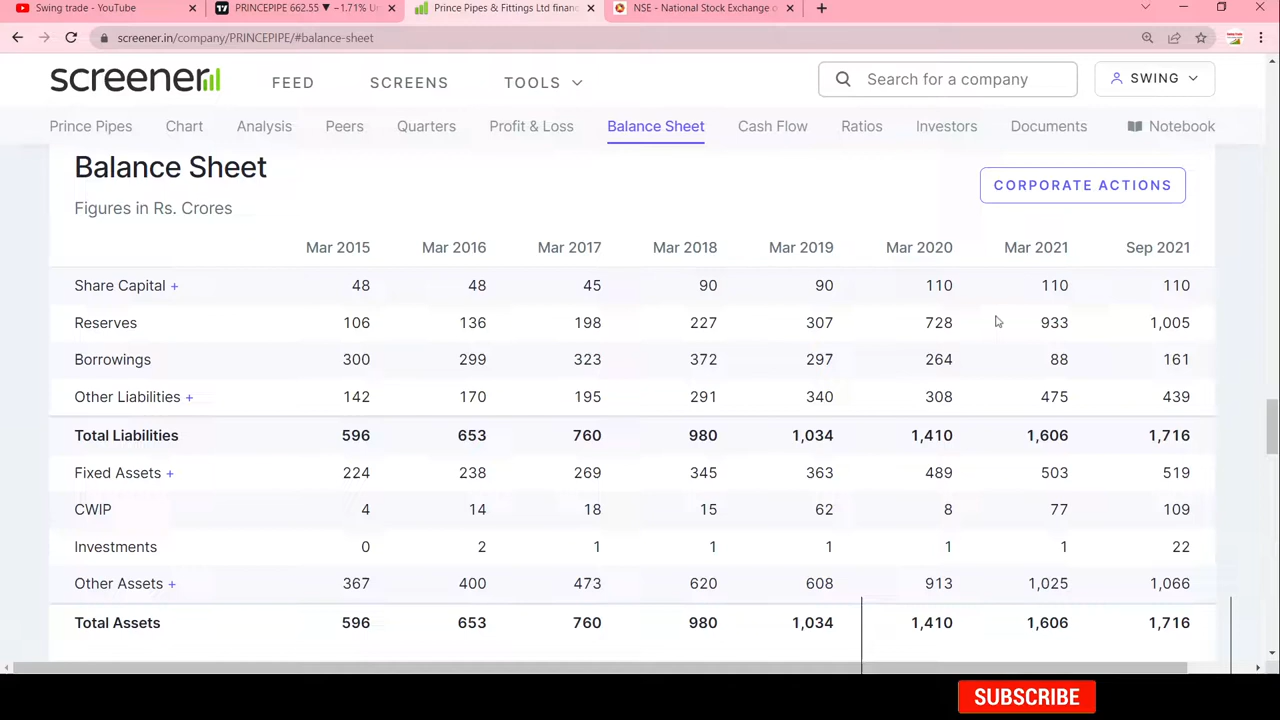 Swing trade - YouTube
PRINCEPIPE 662.55 ▼ −1.71% Un
Prince Pipes & Fittings Ltd financ
NSE - National Stock Exchange o
screener.in/company/PRINCEPIPE/#balance-sheet
screener
FEED
SCREENS
TOOLS
Search for a company
SWING
Prince Pipes
Chart
Analysis
Peers
Quarters
Profit & Loss
Balance Sheet
Cash Flow
Ratios
Investors
Documents
Notebook
Balance Sheet
CORPORATE ACTIONS
Figures in Rs. Crores
Mar 2015 Mar 2016 Mar 2017 Mar 2018 Mar 2019 Mar 2020 Mar 2021 Sep 2021
Share Capital + 48 48 45 90 90 110 110 110
Reserves 106 136 198 227 307 728 933 1,005
Borrowings 300 299 323 372 297 264 88 161
Other Liabilities + 142 170 195 291 340 308 475 439
Total Liabilities 596 653 760 980 1,034 1,410 1,606 1,716
Fixed Assets + 224 238 269 345 363 489 503 519
CWIP 4 14 18 15 62 8 77 109
Investments 0 2 1 1 1 1 1 22
Other Assets + 367 400 473 620 608 913 1,025 1,066
Total Assets 596 653 760 980 1,034 1,410 1,606 1,716
SUBSCRIBE